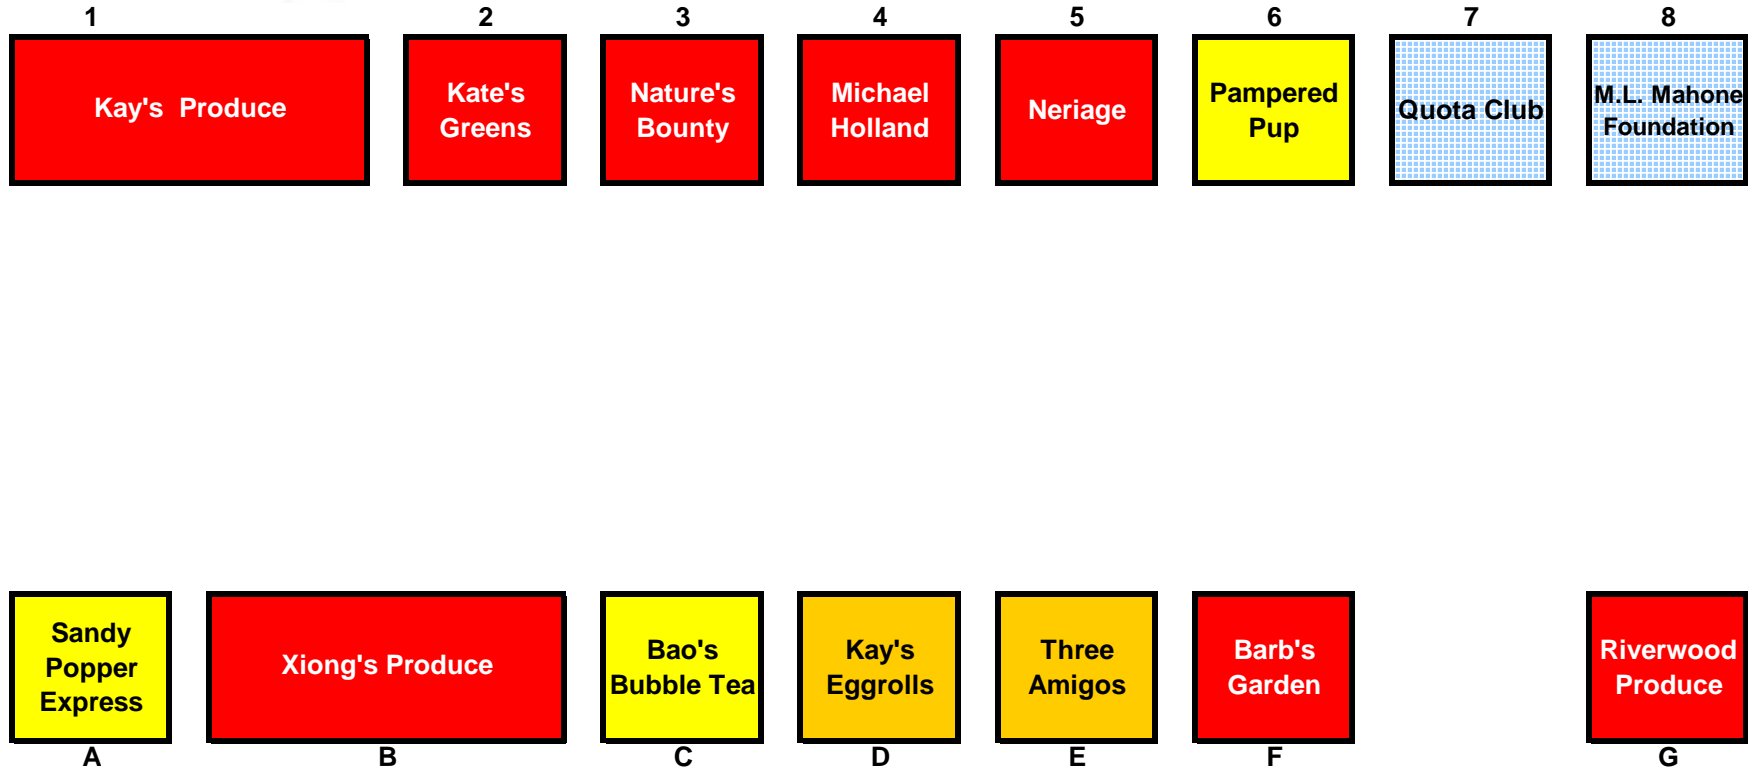 1 2 3 4 5 6 7 8
Kay's Produce
Kate's
Greens
Nature's
Bounty
Michael
Holland
Neriage
Pampered
Pup
Quota Club
M.L. Mahone
Foundation
Sandy
Popper
Express
Xiong's Produce
Bao's
Bubble Tea
Kay's
Eggrolls
Three
Amigos
Barb's
Garden
Riverwood
Produce
A B C D E F G